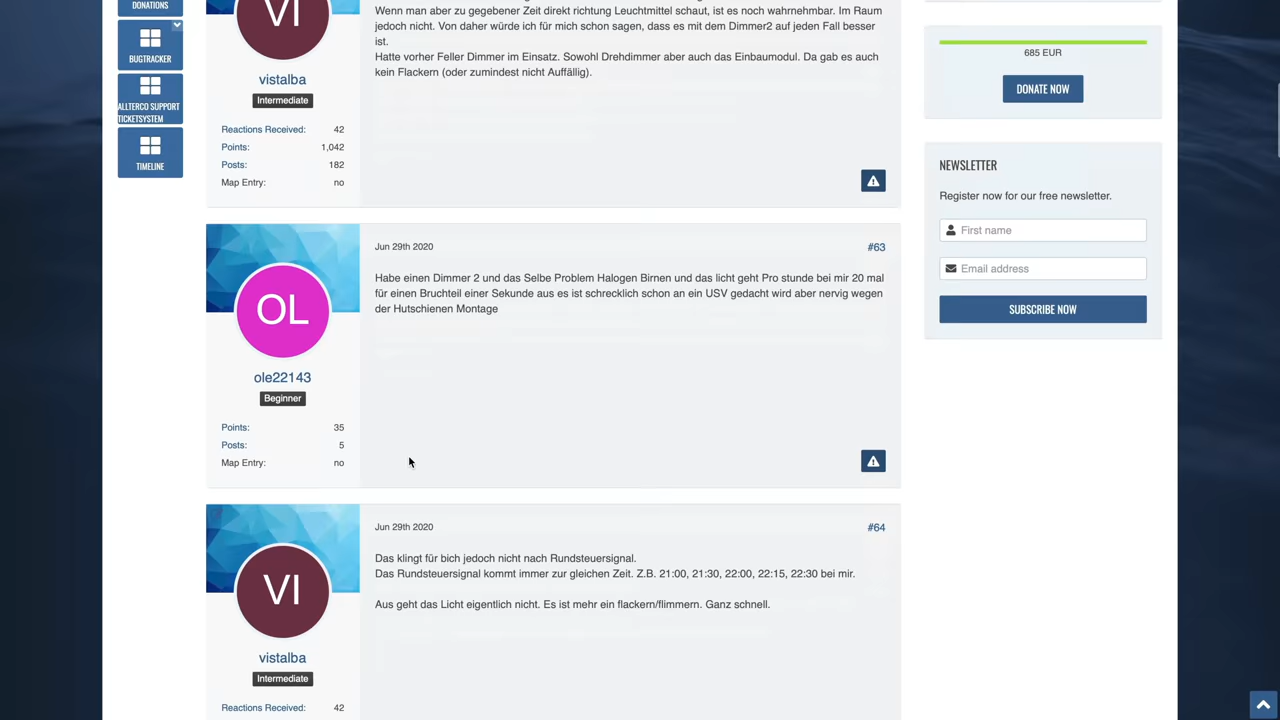 DONATIONS
BUGTRACKER
ALLTERCO SUPPORT
TICKETSYSTEM
TIMELINE
VI
vistalba
Intermediate
Reactions Received: 42
Points: 1,042
Posts: 182
Map Entry: no
Wenn man aber zu gegebener Zeit direkt richtung Leuchtmittel schaut, ist es noch wahrnehmbar. Im Raum
jedoch nicht. Von daher würde ich für mich schon sagen, dass es mit dem Dimmer2 auf jeden Fall besser
ist.
Hatte vorher Feller Dimmer im Einsatz. Sowohl Drehdimmer aber auch das Einbaumodul. Da gab es auch
kein Flackern (oder zumindest nicht Auffällig).
OL
ole22143
Beginner
Points: 35
Posts: 5
Map Entry: no
Jun 29th 2020 #63
Habe einen Dimmer 2 und das Selbe Problem Halogen Birnen und das licht geht Pro stunde bei mir 20 mal
für einen Bruchteil einer Sekunde aus es ist schrecklich schon an ein USV gedacht wird aber nervig wegen
der Hutschienen Montage
VI
vistalba
Intermediate
Reactions Received: 42
Jun 29th 2020 #64
Das klingt für bich jedoch nicht nach Rundsteuersignal.
Das Rundsteuersignal kommt immer zur gleichen Zeit. Z.B. 21:00, 21:30, 22:00, 22:15, 22:30 bei mir.
Aus geht das Licht eigentlich nicht. Es ist mehr ein flackern/flimmern. Ganz schnell.
685 EUR
DONATE NOW
NEWSLETTER
Register now for our free newsletter.
First name
Email address
SUBSCRIBE NOW